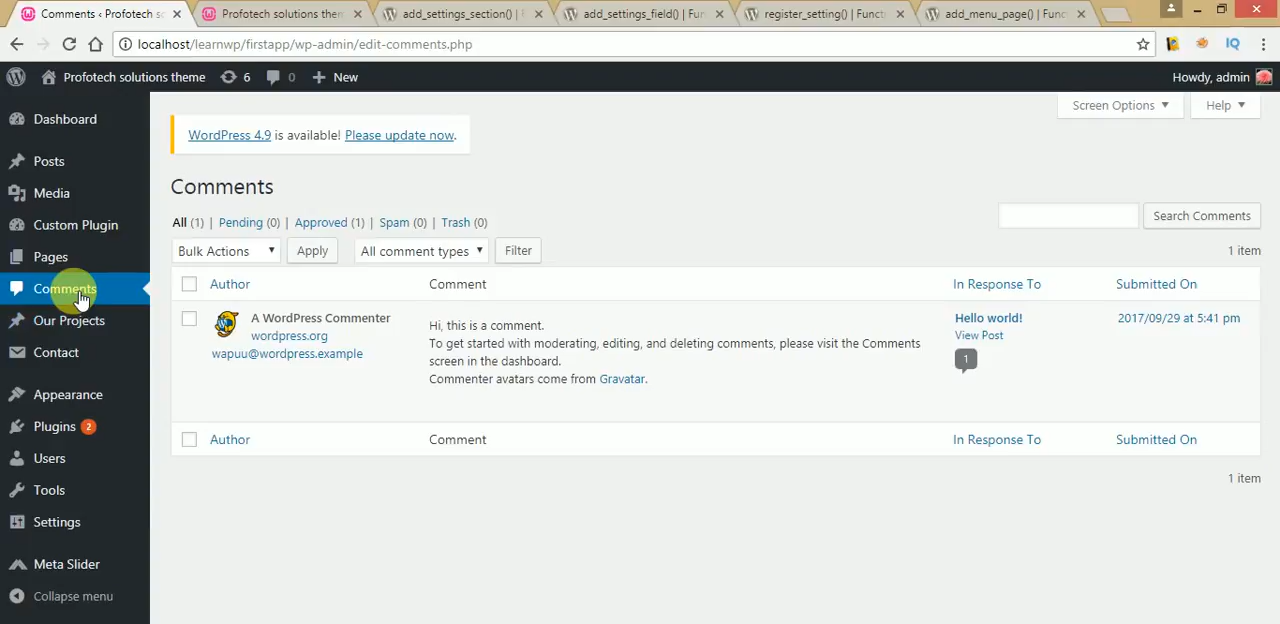 Comments ‹ Profotech sc
Profotech solutions them
add_settings_section() |
add_settings_field() | Fu
register_setting() | Functi
add_menu_page() | Func
localhost/learnwp/firstapp/wp-admin/edit-comments.php
IQ
Profotech solutions theme 6 0 New
Howdy, admin
Screen Options Help
Dashboard
Posts
Media
Custom Plugin
Pages
Comments
Our Projects
Contact
Appearance
Plugins 2
Users
Tools
Settings
Meta Slider
Collapse menu
WordPress 4.9 is available! Please update now.
Comments
All (1) | Pending (0) | Approved (1) | Spam (0) | Trash (0)
Search Comments
Bulk Actions Apply All comment types Filter
1 item
Author Comment In Response To Submitted On
A WordPress Commenter
wordpress.org
wapuu@wordpress.example
Hi, this is a comment.
To get started with moderating, editing, and deleting comments, please visit the Comments
screen in the dashboard.
Commenter avatars come from Gravatar.
Hello world!
View Post
1
2017/09/29 at 5:41 pm
Author Comment In Response To Submitted On
1 item